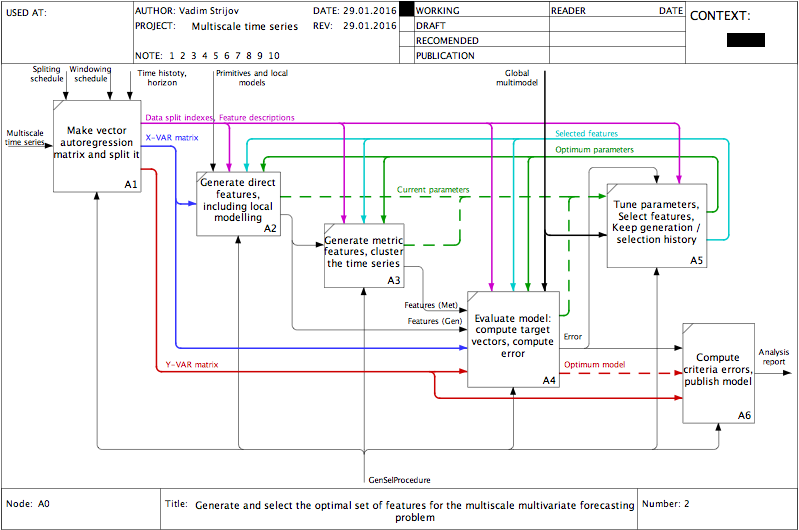 USED AT:
AUTHOR: Vadim Strijov
DATE: 29.01.2016
PROJECT: Multiscale time series
REV: 29.01.2016
NOTE: 1 2 3 4 5 6 7 8 9 10
WORKING
DRAFT
RECOMENDED
PUBLICATION
READER
DATE
CONTEXT:
Spliting
schedule
Windowing
schedule
Time histoty,
horizon
Primitives and local
models
Global
multimodel
Multiscale
time series
Make vector
autoregression
matrix and split it
A1
Data split indexes, Feature descriptions
X-VAR matrix
Selected features
Optimum parameters
Generate direct
features,
including local
modelling
A2
Current parameters
Tune parameters,
Select features,
Keep generation /
selection history
A5
Generate metric
features, cluster
the time series
A3
Features (Met)
Features (Gen)
Evaluate model:
compute target
vectors, compute
error
A4
Error
Optimum model
Y-VAR matrix
Compute
criteria errors,
publish model
A6
Analysis
report
GenSelProcedure
Node: A0
Title: Generate and select the optimal set of features for the multiscale multivariate forecasting
problem
Number: 2